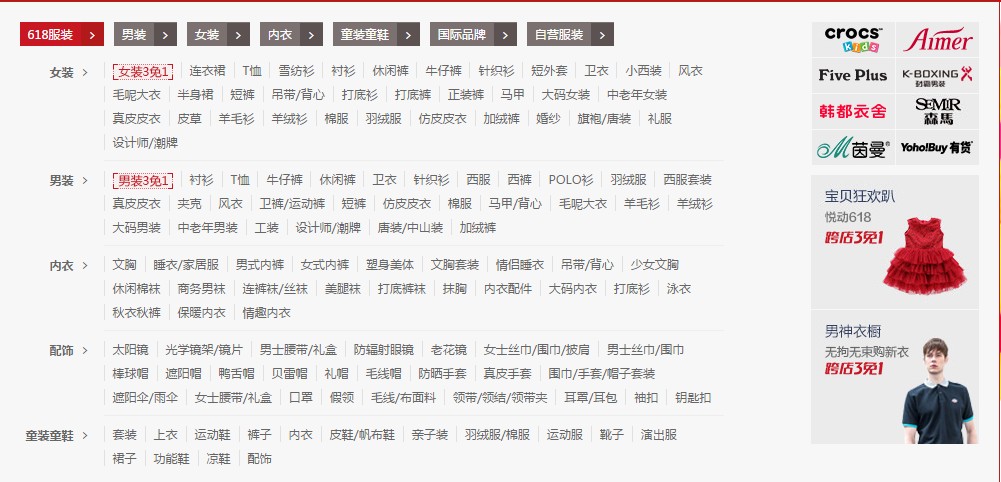 618服装 > 男装 > 女装 > 内衣 > 童装童鞋 > 国际品牌 > 自营服装 >
女装 > 女装3免1 连衣裙 T恤 雪纺衫 衬衫 休闲裤 牛仔裤 针织衫 短外套 卫衣 小西装 风衣
毛呢大衣 半身裙 短裤 吊带/背心 打底衫 打底裤 正装裤 马甲 大码女装 中老年女装
真皮皮衣 皮草 羊毛衫 羊绒衫 棉服 羽绒服 仿皮皮衣 加绒裤 婚纱 旗袍/唐装 礼服
设计师/潮牌
男装 > 男装3免1 衬衫 T恤 牛仔裤 休闲裤 卫衣 针织衫 西服 西裤 POLO衫 羽绒服 西服套装
真皮皮衣 夹克 风衣 卫裤/运动裤 短裤 仿皮皮衣 棉服 马甲/背心 毛呢大衣 羊毛衫 羊绒衫
大码男装 中老年男装 工装 设计师/潮牌 唐装/中山装 加绒裤
内衣 > 文胸 睡衣/家居服 男式内裤 女式内裤 塑身美体 文胸套装 情侣睡衣 吊带/背心 少女文胸
休闲棉袜 商务男袜 连裤袜/丝袜 美腿袜 打底裤袜 抹胸 内衣配件 大码内衣 打底衫 泳衣
秋衣秋裤 保暖内衣 情趣内衣
配饰 > 太阳镜 光学镜架/镜片 男士腰带/礼盒 防辐射眼镜 老花镜 女士丝巾/围巾/披肩 男士丝巾/围巾
棒球帽 遮阳帽 鸭舌帽 贝雷帽 礼帽 毛线帽 防晒手套 真皮手套 围巾/手套/帽子套装
遮阳伞/雨伞 女士腰带/礼盒 口罩 假领 毛线/布面料 领带/领结/领带夹 耳罩/耳包 袖扣 钥匙扣
童装童鞋 > 套装 上衣 运动鞋 裤子 内衣 皮鞋/帆布鞋 亲子装 羽绒服/棉服 运动服 靴子 演出服
裙子 功能鞋 凉鞋 配饰
crocs kids Aimer
Five Plus K-BOXING 劲霸男装
韩都衣舍 SEMIR 森馬
茵曼® Yoho!Buy 有货
宝贝狂欢趴
悦动618
跨店3免1
男神衣橱
无拘无束购新衣
跨店3免1